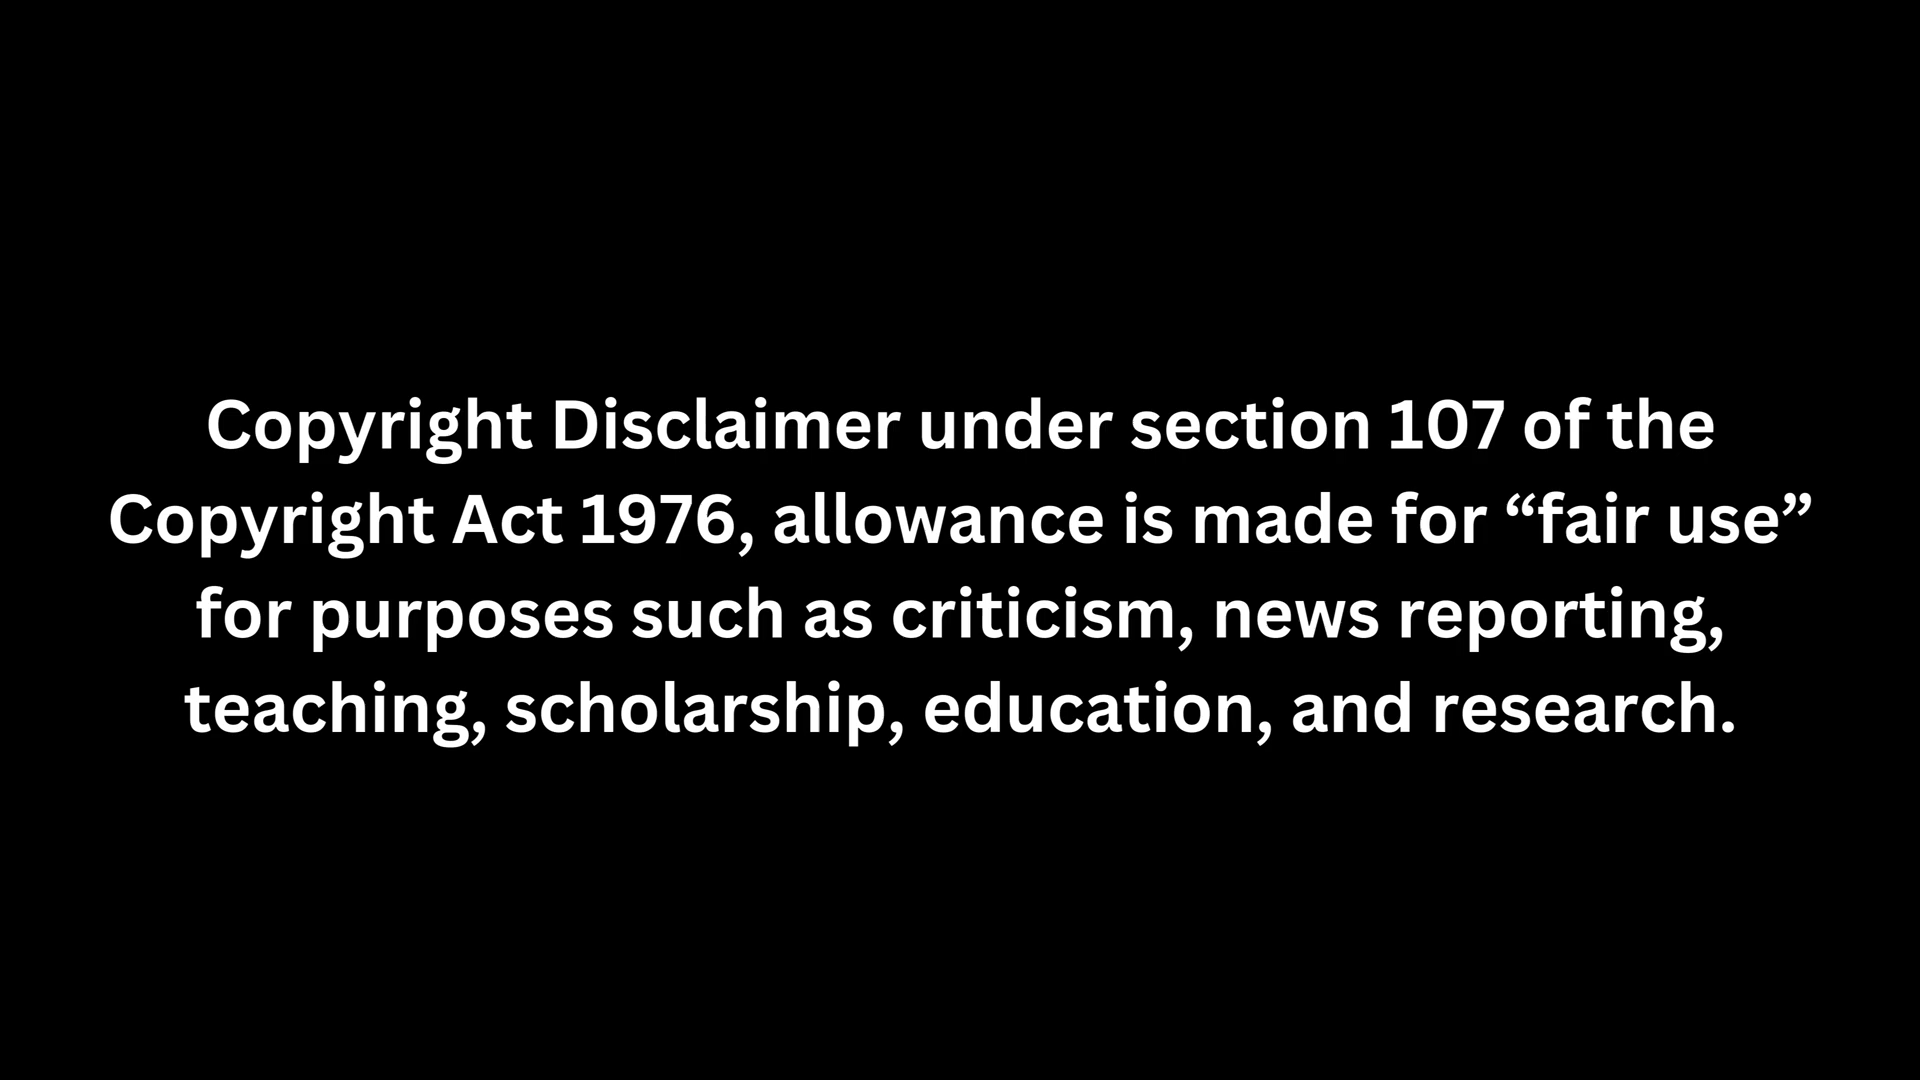 Copyright Disclaimer under section 107 of the
Copyright Act 1976, allowance is made for “fair use”
for purposes such as criticism, news reporting,
teaching, scholarship, education, and research.